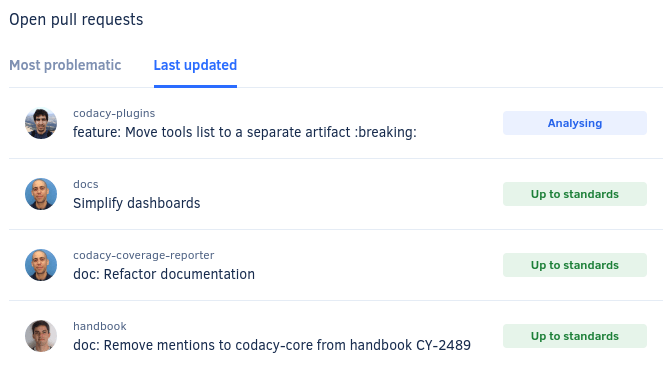 Open pull requests
Most problematic
Last updated
codacy-plugins
feature: Move tools list to a separate artifact :breaking:
Analysing
docs
Simplify dashboards
Up to standards
codacy-coverage-reporter
doc: Refactor documentation
Up to standards
handbook
doc: Remove mentions to codacy-core from handbook CY-2489
Up to standards